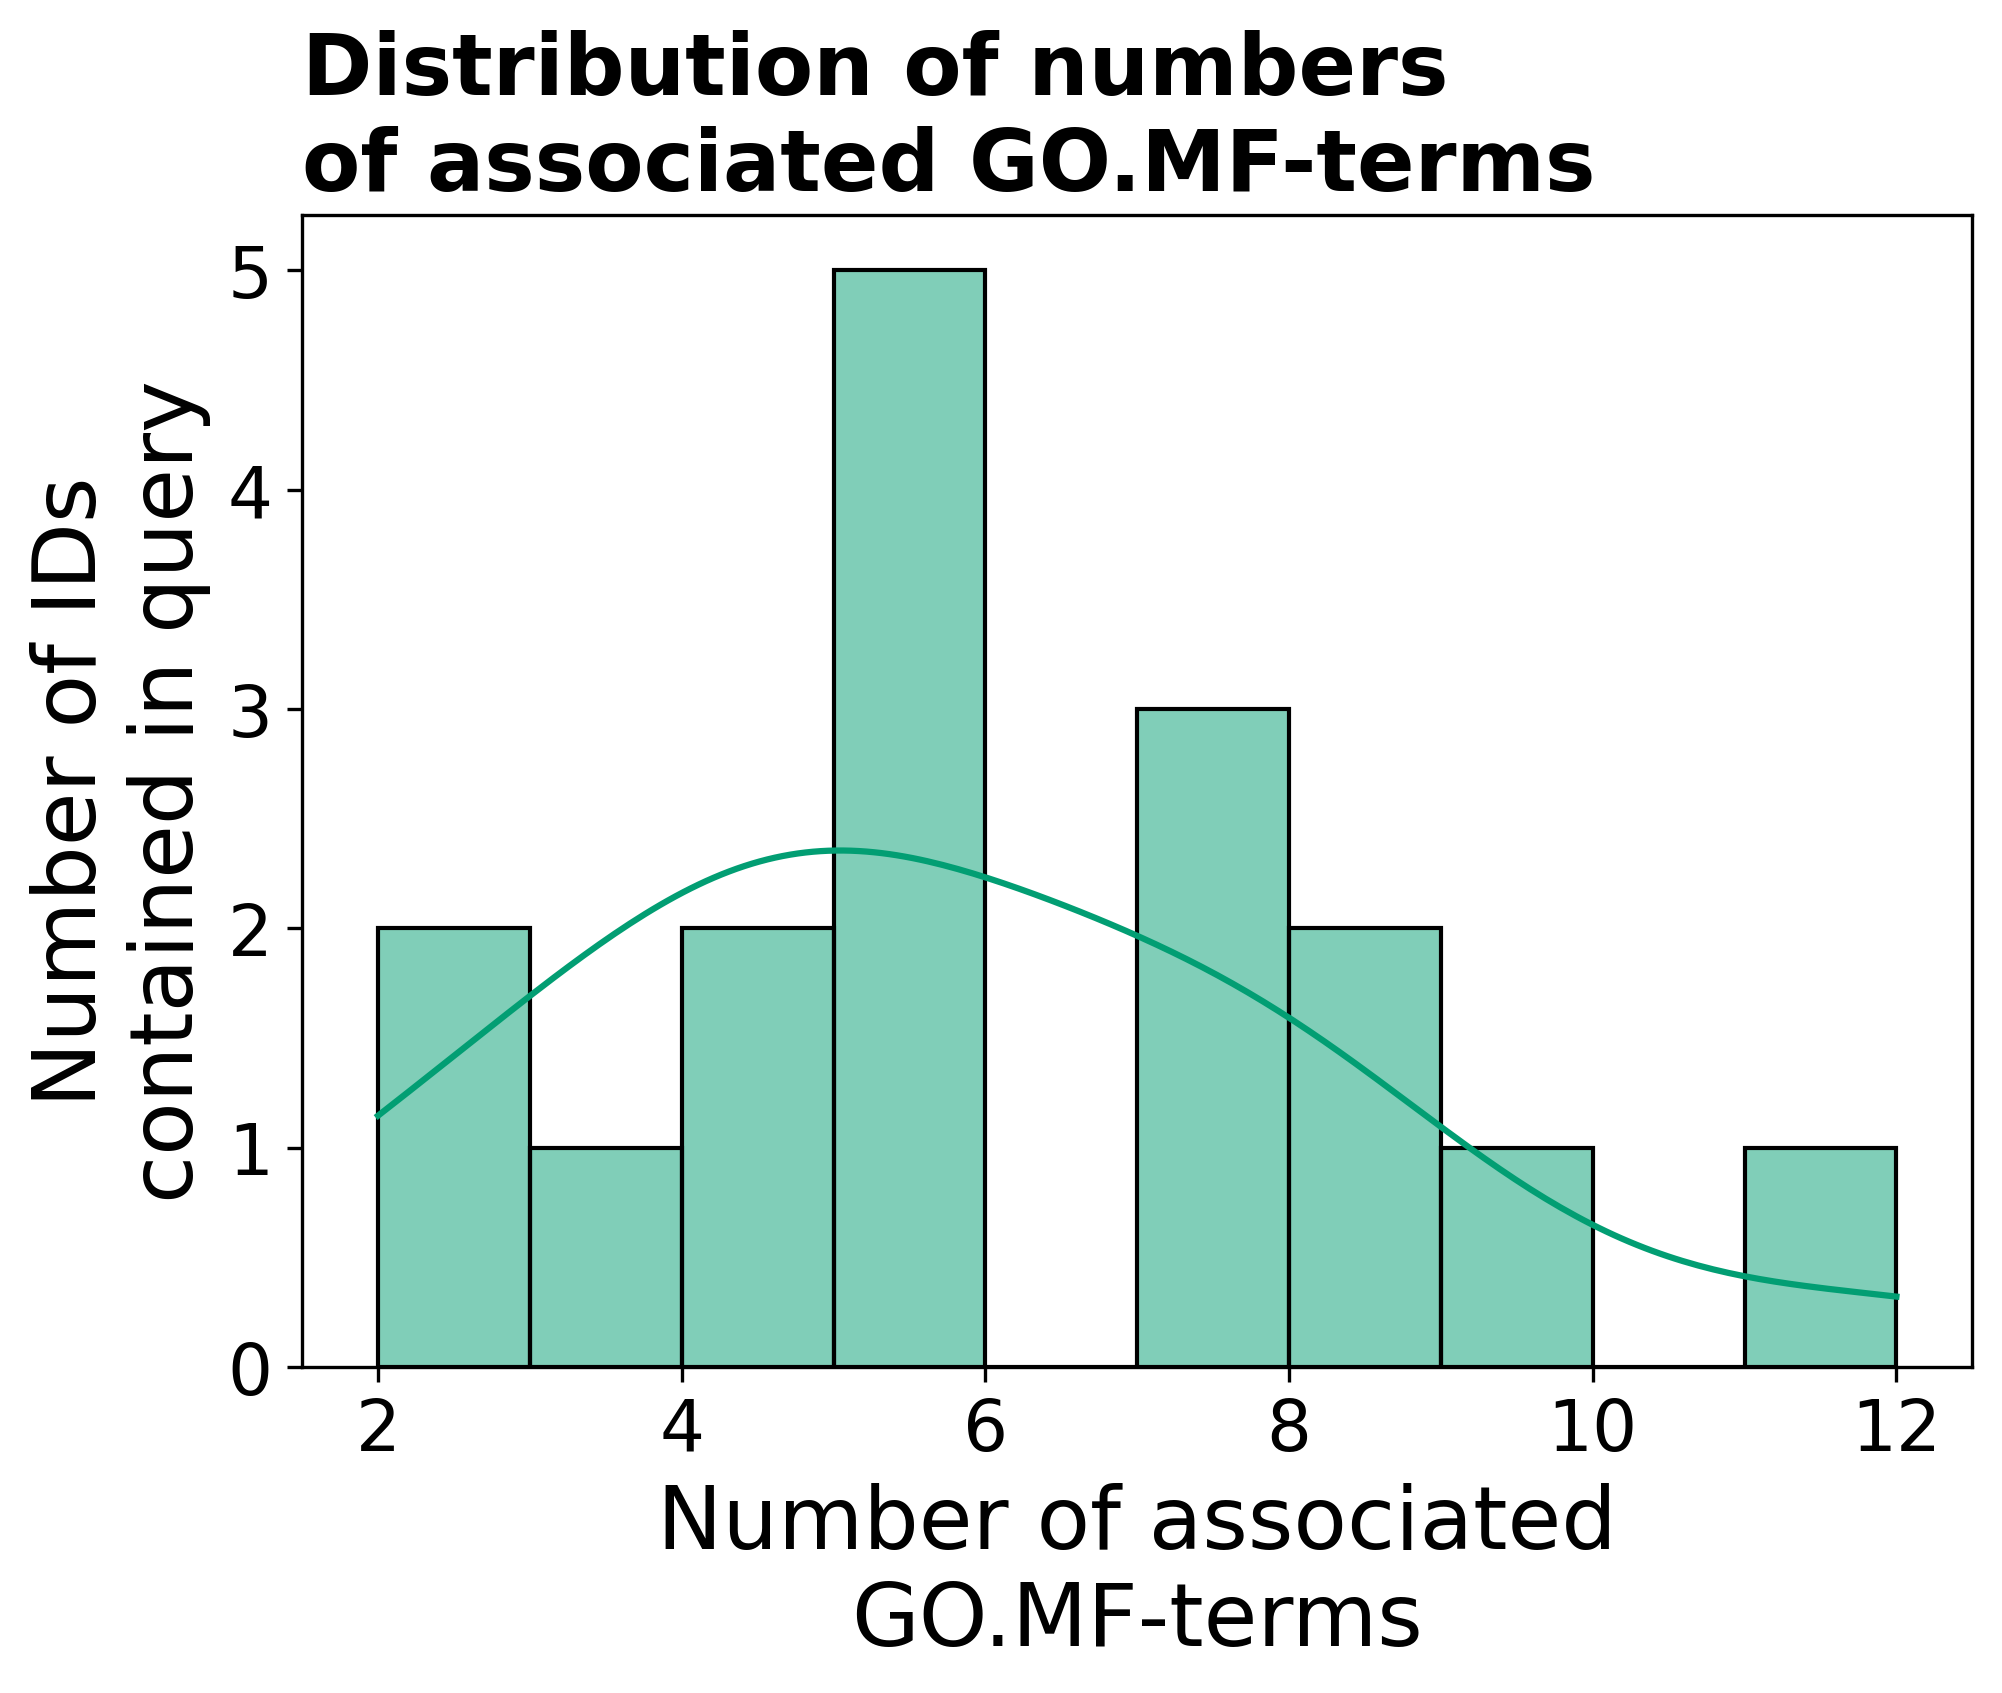 Distribution of numbers
of associated GO.MF-terms
Number of IDs
contained in query
5
4
3
2
1
0
2 4 6 8 10 12
Number of associated
GO.MF-terms